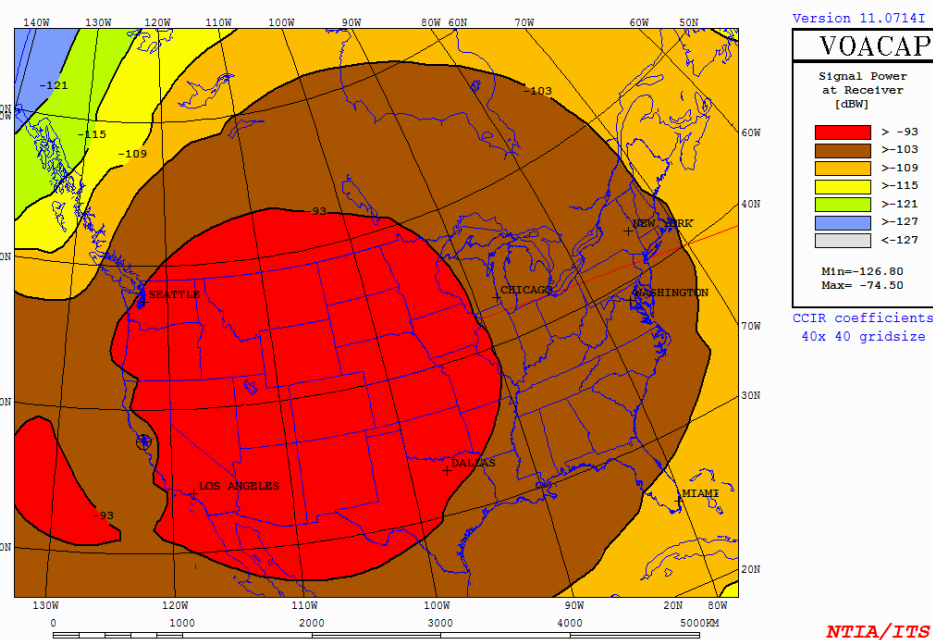 Version 11.0714I
VOACAP
Signal Power
at Receiver
[dBW]
> -93
>-103
>-109
>-115
>-121
>-127
<-127
Min=-126.80
Max= -74.50
CCIR coefficients
40x 40 gridsize
NTIA/ITS
140W 130W 120W 110W 100W 90W 80W 60N 70W 60W 50N
-121
-115
-109
-103
-93
-93
60W
40N
70W
30N
20N
SEATTLE
NEW YORK
CHICAGO
WASHINGTON
DALLAS
LOS ANGELES
MIAMI
130W 120W 110W 100W 90W 20N 80W
0 1000 2000 3000 4000 5000KM